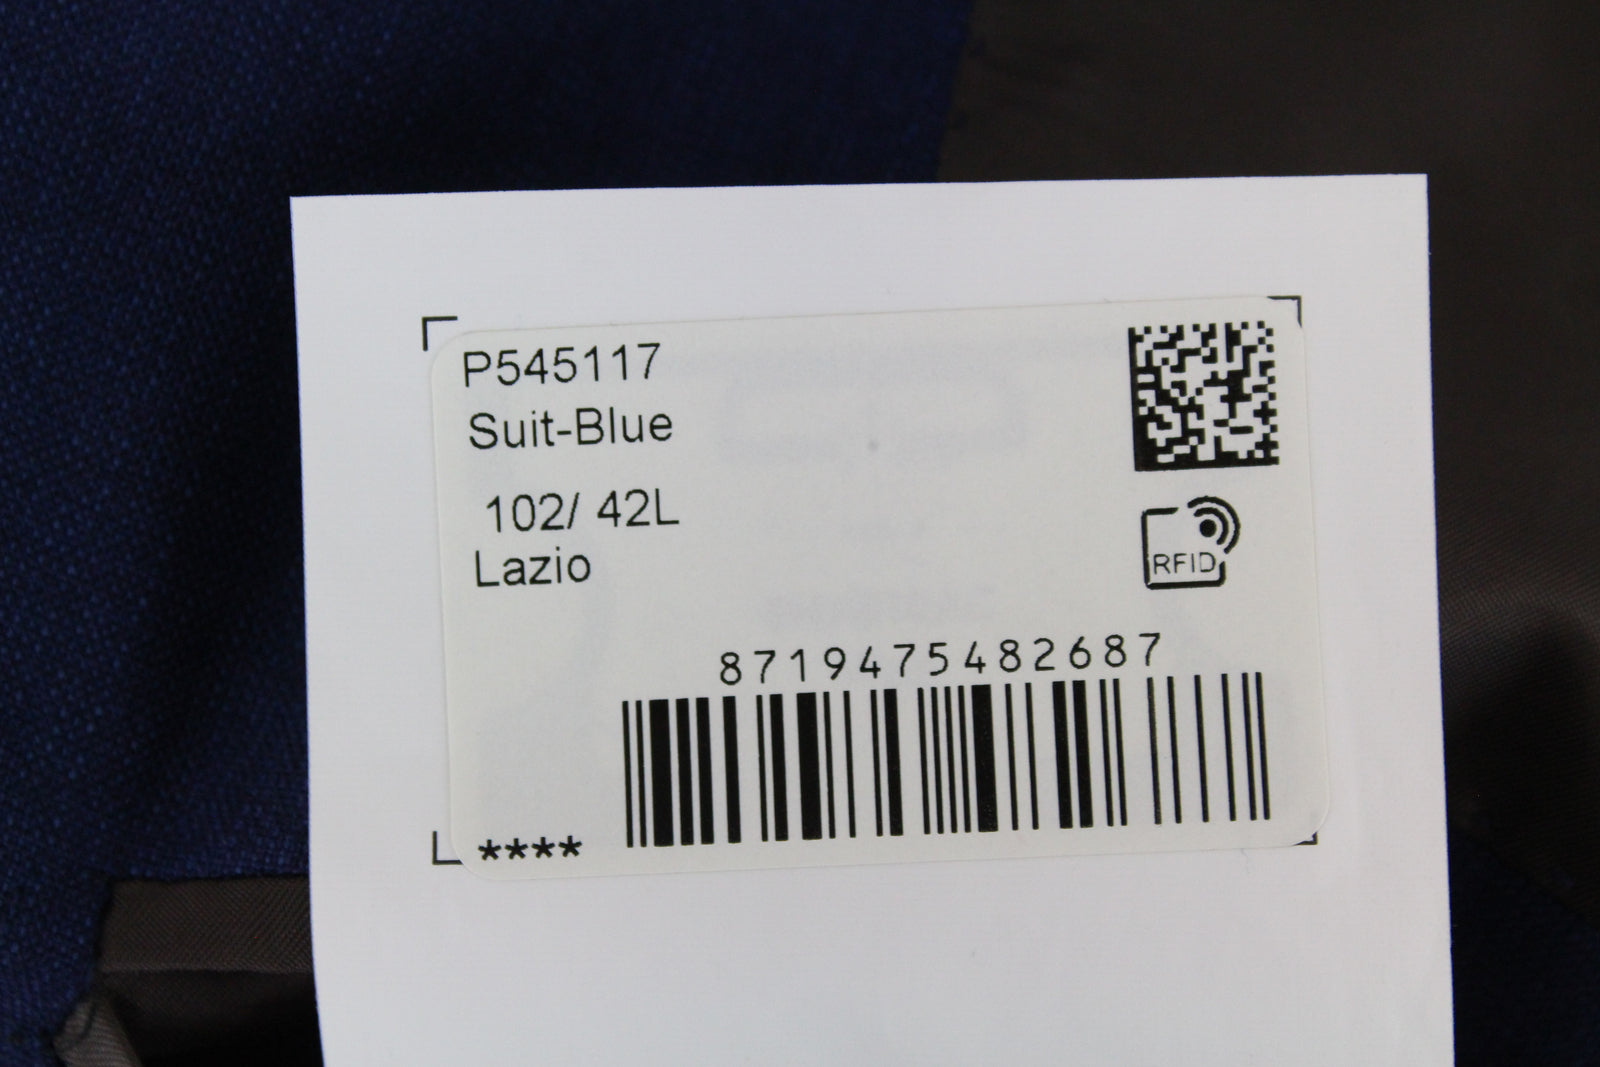 P545117
Suit-Blue
102/ 42L
Lazio
RFID
8719475482687
****